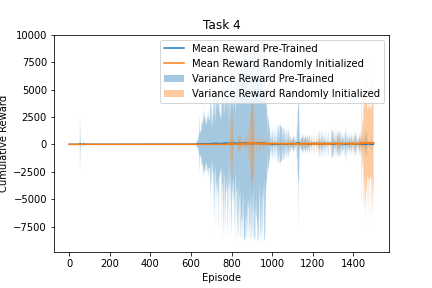 Task 4
Cumulative Reward
10000
7500
5000
2500
0
−2500
−5000
−7500
Mean Reward Pre-Trained
Mean Reward Randomly Initialized
Variance Reward Pre-Trained
Variance Reward Randomly Initialized
0 200 400 600 800 1000 1200 1400
Episode